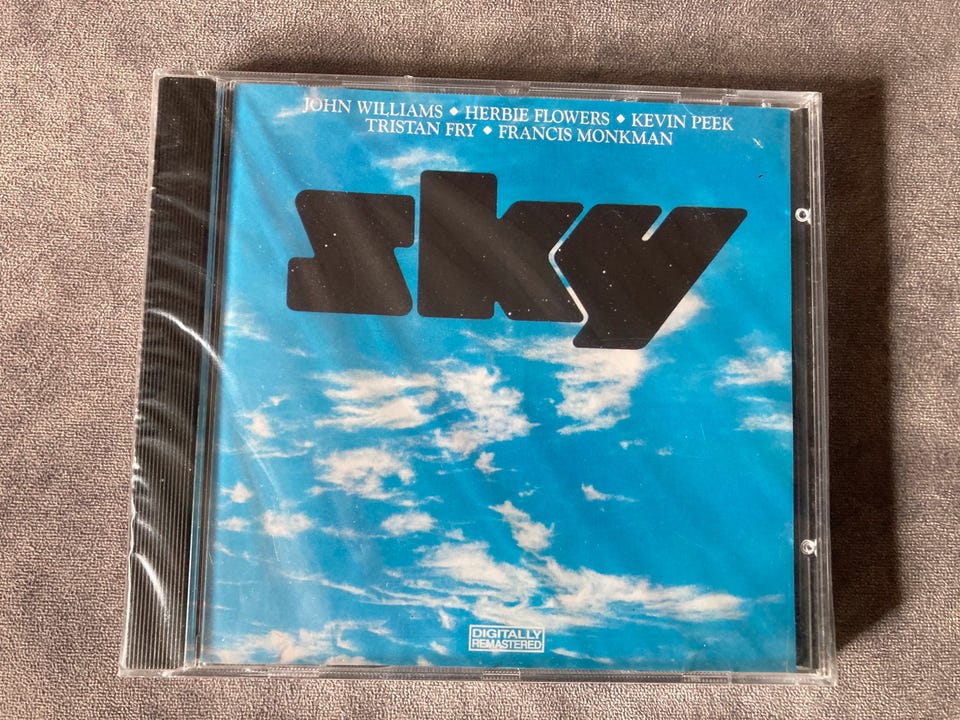 JOHN WILLIAMS ◆ HERBIE FLOWERS ◆ KEVIN PEEK
TRISTAN FRY ◆ FRANCIS MONKMAN
sky
DIGITALLY
REMASTERED